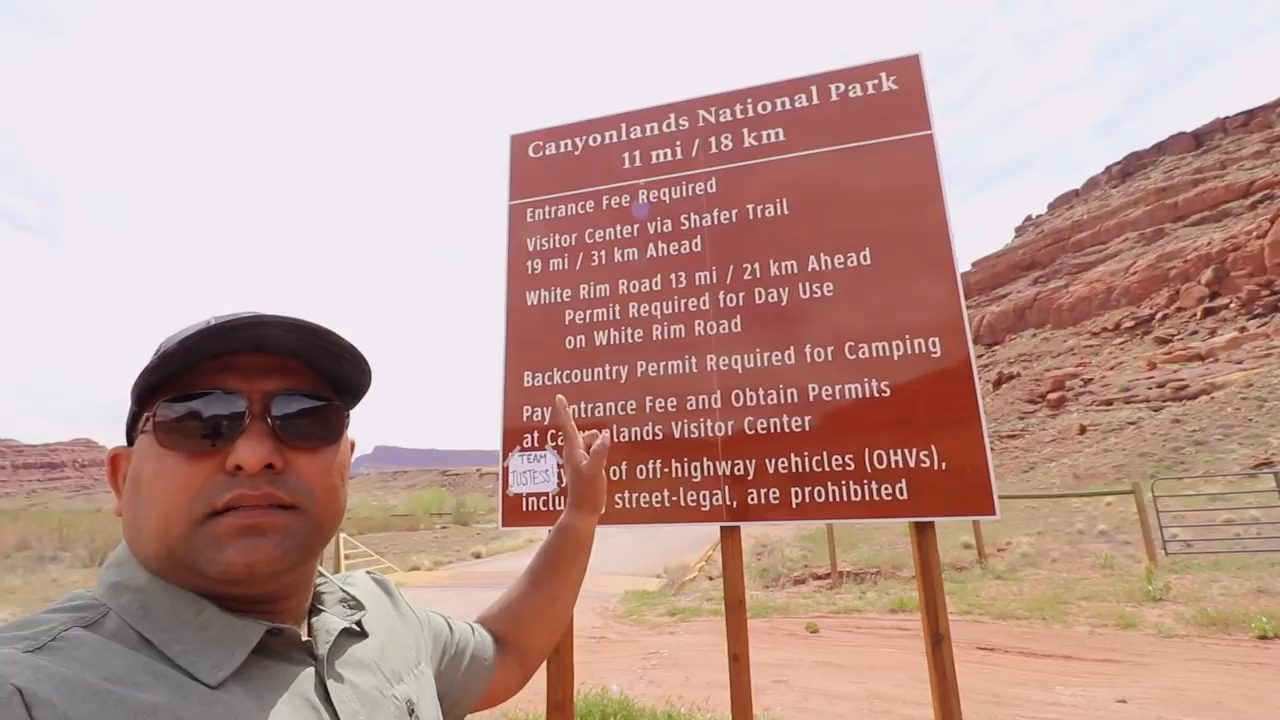 Canyonlands National Park
11 mi / 18 km
Entrance Fee Required
Visitor Center via Shafer Trail
19 mi / 31 km Ahead
White Rim Road 13 mi / 21 km Ahead
Permit Required for Day Use
on White Rim Road
Backcountry Permit Required for Camping
Pay ntrance Fee and Obtain Permits
at Ca nlands Visitor Center
of off-highway vehicles (OHVs),
inclu street-legal, are prohibited
TEAM
JUSTESS